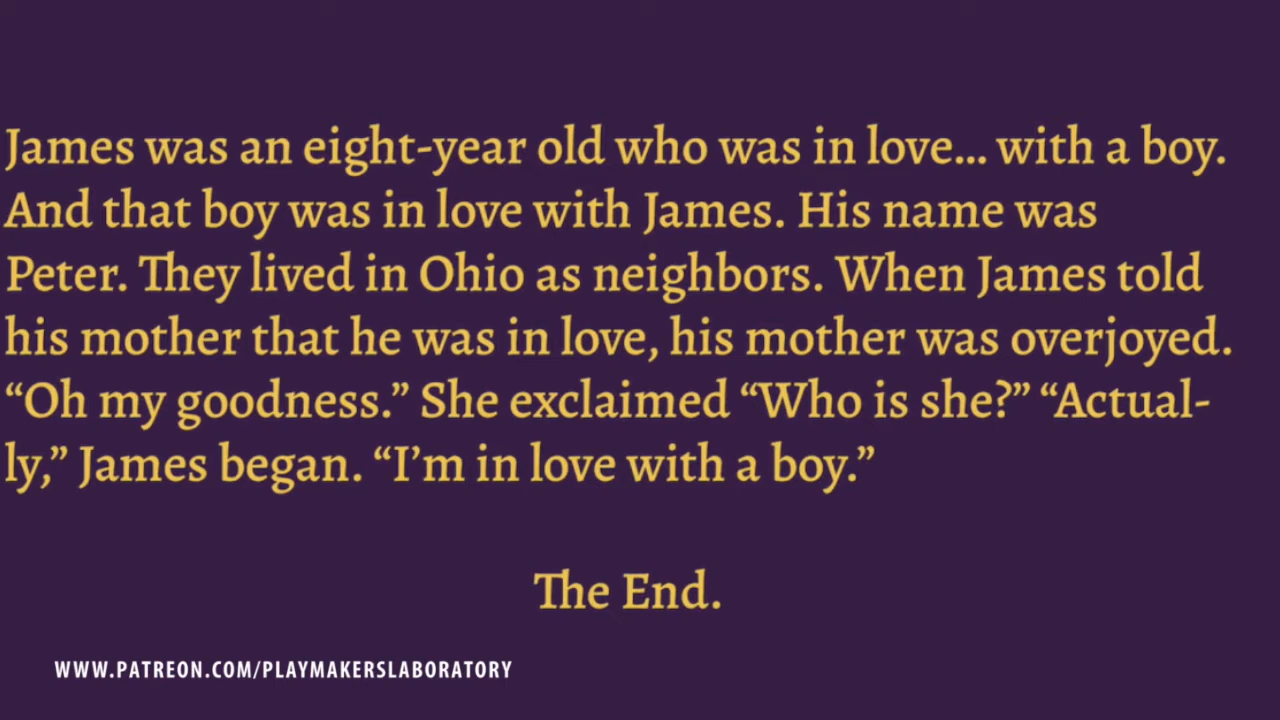 James was an eight-year old who was in love... with a boy.
And that boy was in love with James. His name was
Peter. They lived in Ohio as neighbors. When James told
his mother that he was in love, his mother was overjoyed.
“Oh my goodness.” She exclaimed “Who is she?” “Actual-
ly,” James began. “I’m in love with a boy.”
The End.
WWW.PATREON.COM/PLAYMAKERSLABORATORY